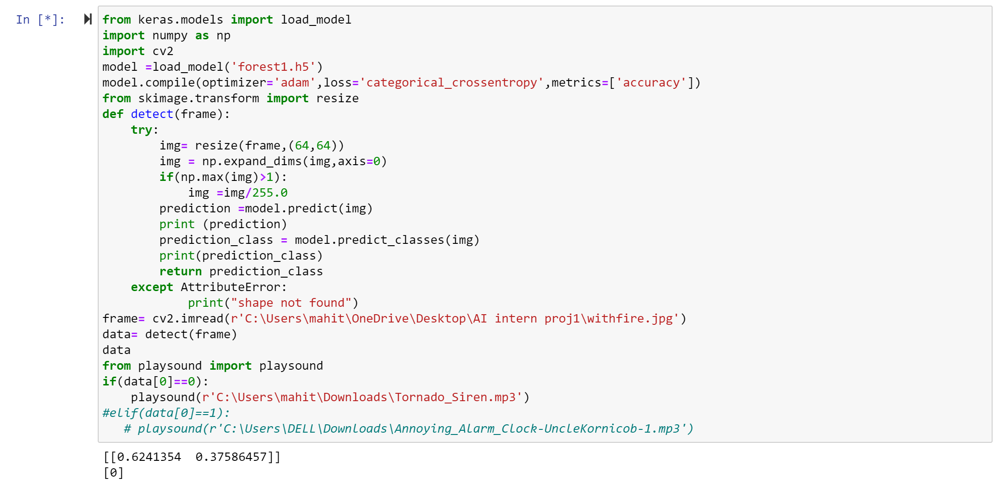 In [*]:
from keras.models import load_model
import numpy as np
import cv2
model =load_model('forest1.h5')
model.compile(optimizer='adam',loss='categorical_crossentropy',metrics=['accuracy'])
from skimage.transform import resize
def detect(frame):
    try:
        img= resize(frame,(64,64))
        img = np.expand_dims(img,axis=0)
        if(np.max(img)>1):
            img =img/255.0
        prediction =model.predict(img)
        print (prediction)
        prediction_class = model.predict_classes(img)
        print(prediction_class)
        return prediction_class
    except AttributeError:
            print("shape not found")
frame= cv2.imread(r'C:\Users\mahit\OneDrive\Desktop\AI intern proj1\withfire.jpg')
data= detect(frame)
data
from playsound import playsound
if(data[0]==0):
    playsound(r'C:\Users\mahit\Downloads\Tornado_Siren.mp3')
#elif(data[0]==1):
   # playsound(r'C:\Users\DELL\Downloads\Annoying_Alarm_Clock-UncleKornicob-1.mp3')
[[0.6241354  0.37586457]]
[0]